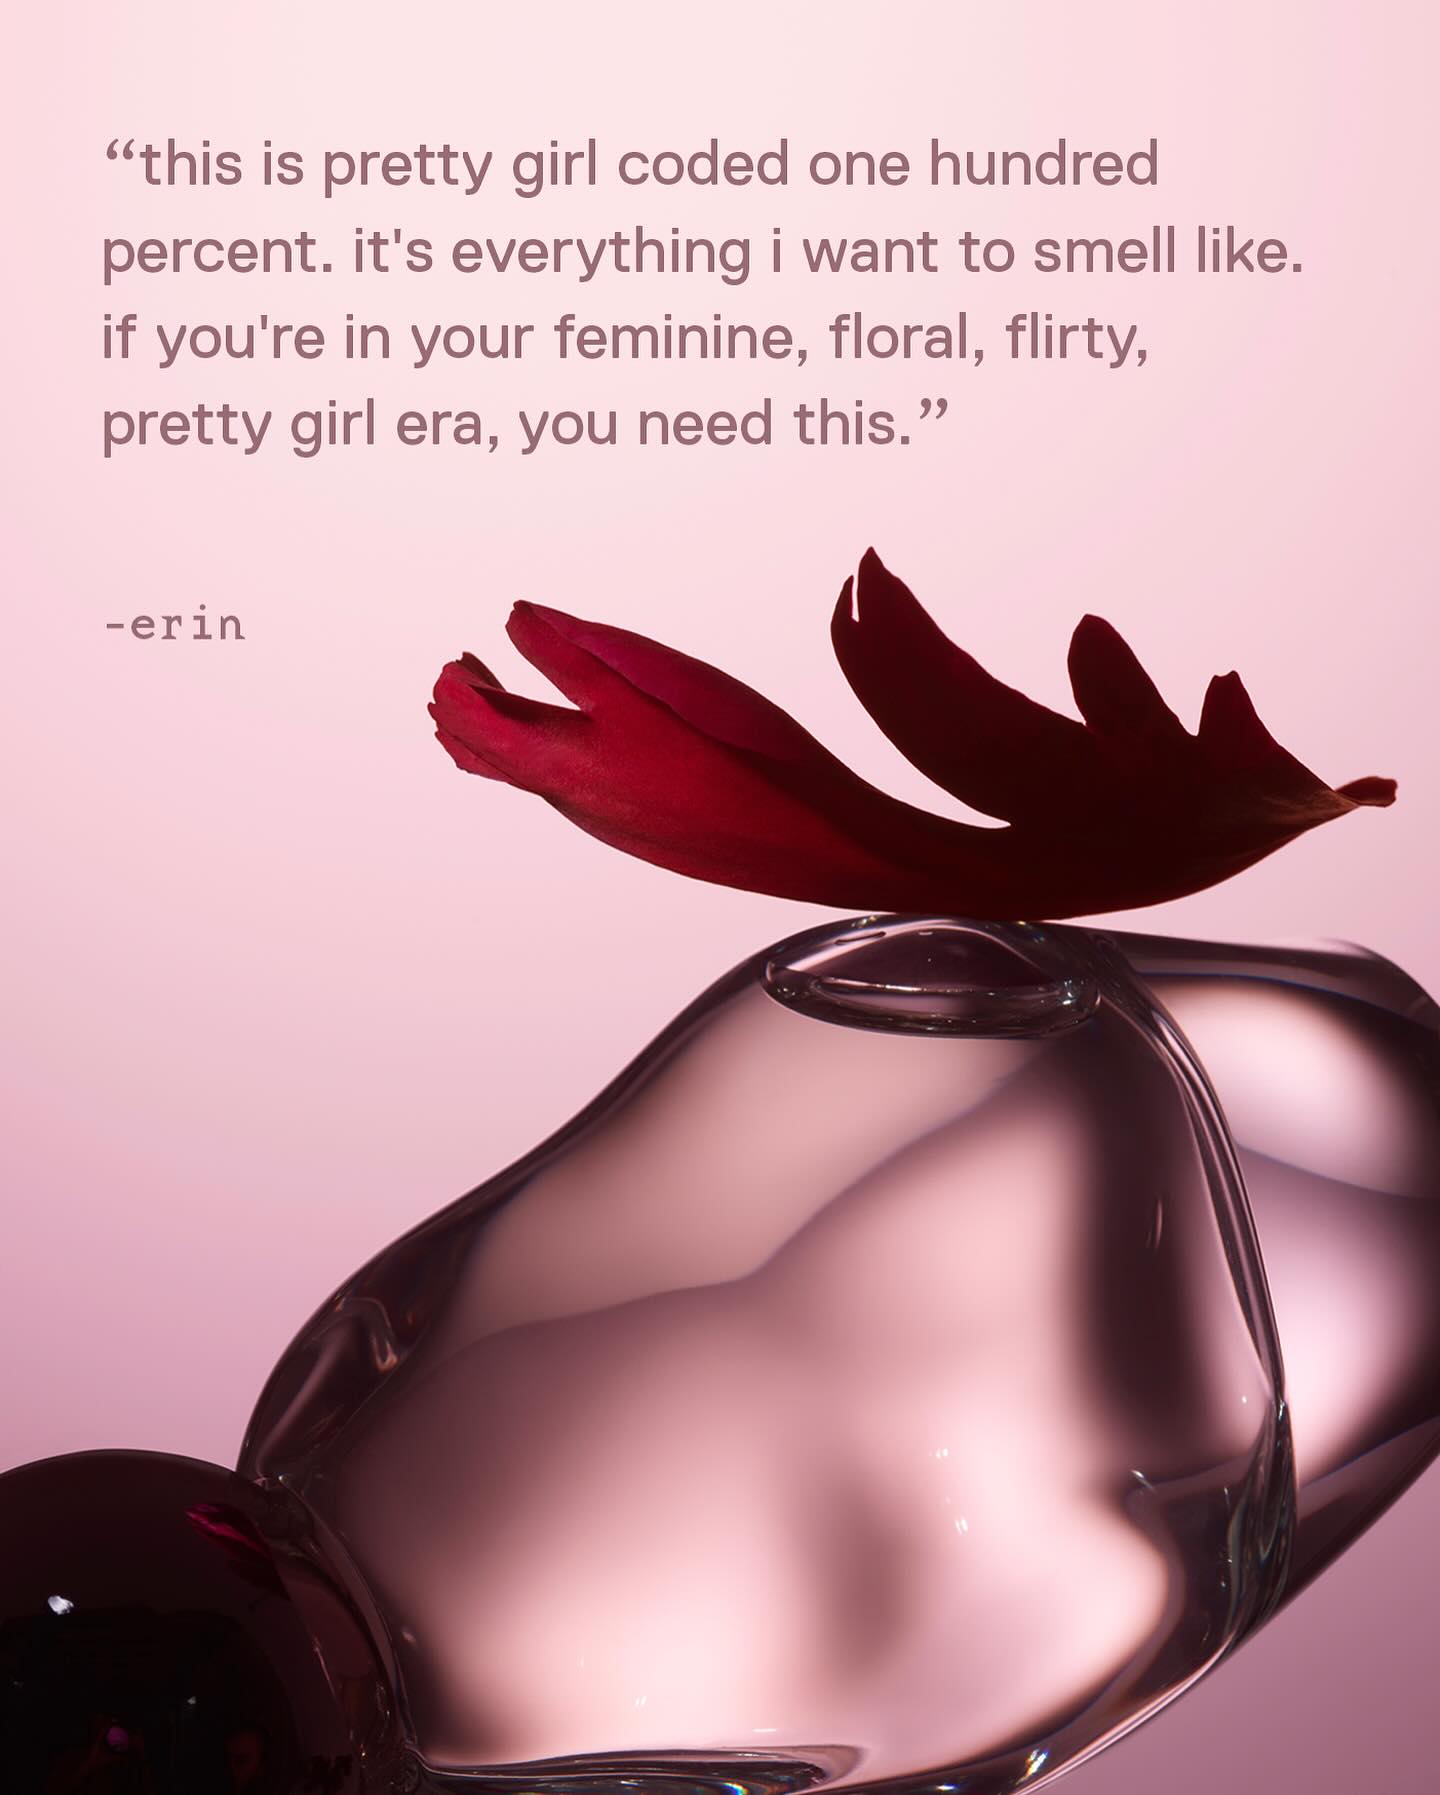 “this is pretty girl coded one hundred
percent. it's everything i want to smell like.
if you're in your feminine, floral, flirty,
pretty girl era, you need this.”
-erin